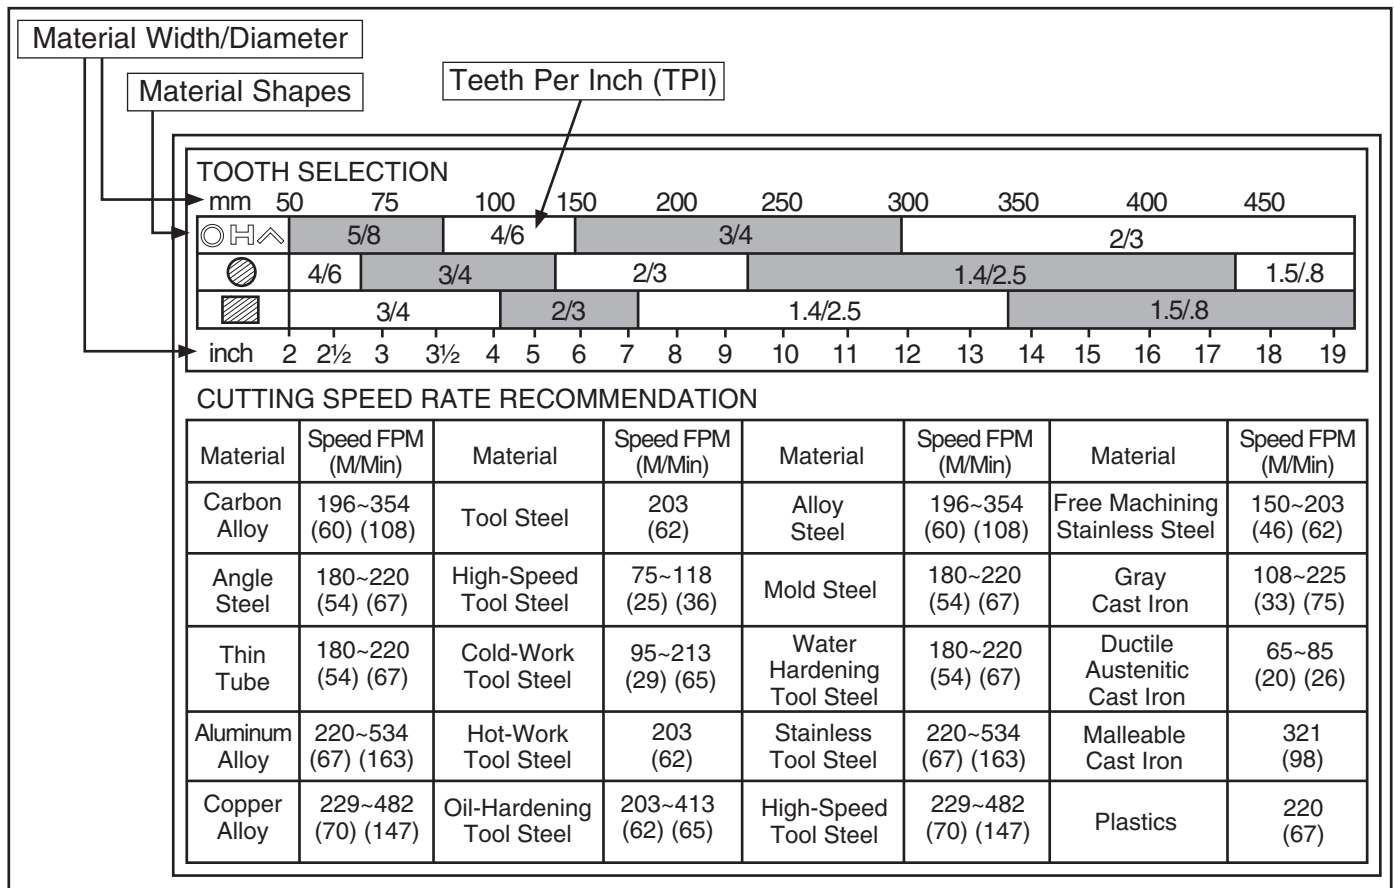 Material Width/Diameter
Material Shapes
Teeth Per Inch (TPI)
TOOTH SELECTION
mm 50 75 100 150 200 250 300 350 400 450
5/8 4/6 3/4 2/3
4/6 3/4 2/3 1.4/2.5 1.5/.8
3/4 2/3 1.4/2.5 1.5/.8
inch 2 2½ 3 3½ 4 5 6 7 8 9 10 11 12 13 14 15 16 17 18 19
CUTTING SPEED RATE RECOMMENDATION
Material Speed FPM (M/Min) Material Speed FPM (M/Min) Material Speed FPM (M/Min) Material Speed FPM (M/Min)
Carbon Alloy 196~354 (60) (108) Tool Steel 203 (62) Alloy Steel 196~354 (60) (108) Free Machining Stainless Steel 150~203 (46) (62)
Angle Steel 180~220 (54) (67) High-Speed Tool Steel 75~118 (25) (36) Mold Steel 180~220 (54) (67) Gray Cast Iron 108~225 (33) (75)
Thin Tube 180~220 (54) (67) Cold-Work Tool Steel 95~213 (29) (65) Water Hardening Tool Steel 180~220 (54) (67) Ductile Austenitic Cast Iron 65~85 (20) (26)
Aluminum Alloy 220~534 (67) (163) Hot-Work Tool Steel 203 (62) Stainless Tool Steel 220~534 (67) (163) Malleable Cast Iron 321 (98)
Copper Alloy 229~482 (70) (147) Oil-Hardening Tool Steel 203~413 (62) (65) High-Speed Tool Steel 229~482 (70) (147) Plastics 220 (67)